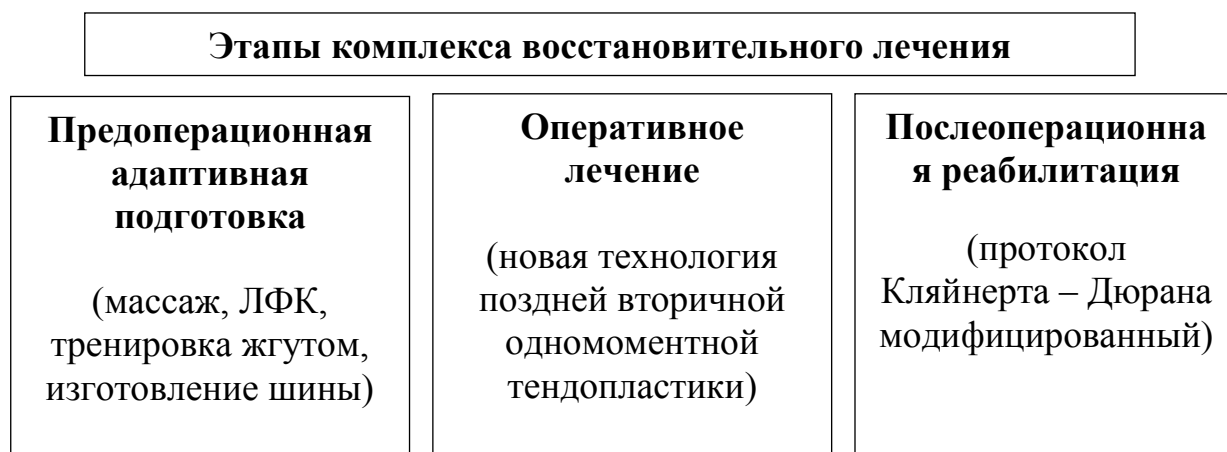 Этапы комплекса восстановительного лечения
Предоперационная
адаптивная
подготовка
(массаж, ЛФК,
тренировка жгутом,
изготовление шины)
Оперативное
лечение
(новая технология
поздней вторичной
одномоментной
тендопластики)
Послеоперационна
я реабилитация
(протокол
Кляйнерта – Дюрана
модифицированный)